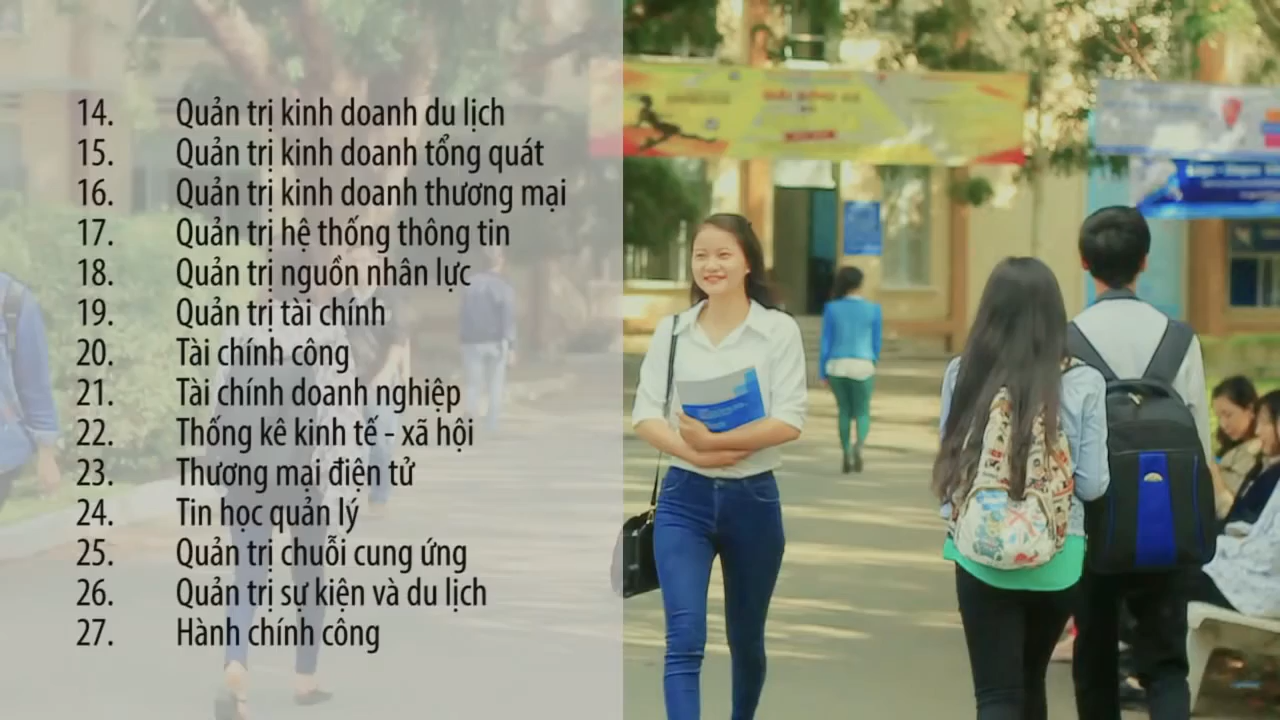 14. Quản trị kinh doanh du lịch
15. Quản trị kinh doanh tổng quát
16. Quản trị kinh doanh thương mại
17. Quản trị hệ thống thông tin
18. Quản trị nguồn nhân lực
19. Quản trị tài chính
20. Tài chính công
21. Tài chính doanh nghiệp
22. Thống kê kinh tế - xã hội
23. Thương mại điện tử
24. Tin học quản lý
25. Quản trị chuỗi cung ứng
26. Quản trị sự kiện và du lịch
27. Hành chính công